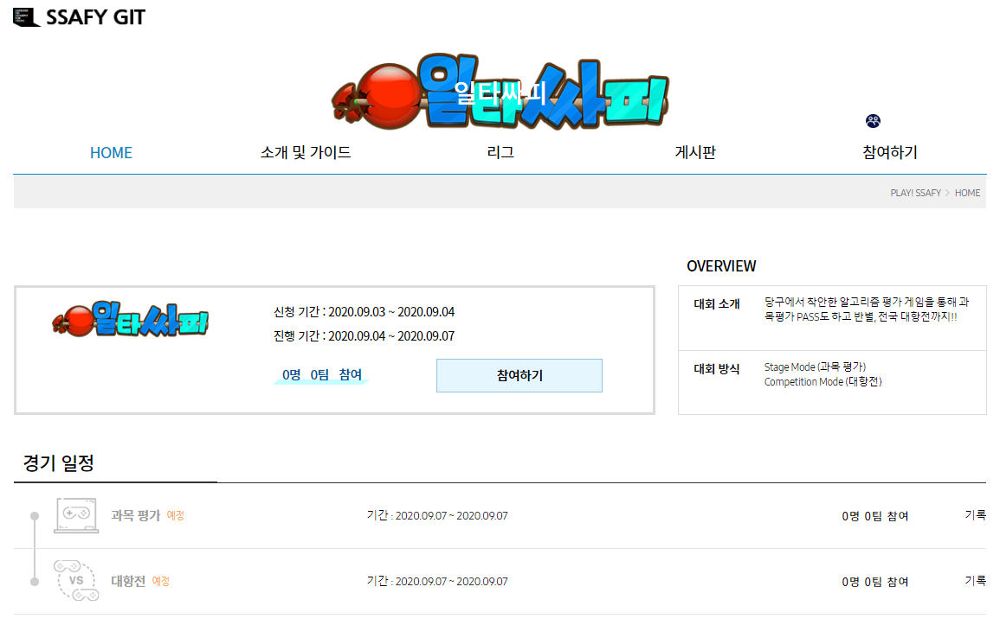 SSAFY GIT
일타싸피
일타싸피
HOME
소개 및 가이드
리그
게시판
참여하기
PLAY! SSAFY > HOME
OVERVIEW
일타싸피
신청 기간 : 2020.09.03 ~ 2020.09.04
진행 기간 : 2020.09.04 ~ 2020.09.07
0명 0팀 참여
참여하기
대회 소개
당구에서 착안한 알고리즘 평가 게임을 통해 과
목평가 PASS도 하고 반별, 전국 대항전까지!!
대회 방식
Stage Mode (과목 평가)
Competition Mode (대항전)
경기 일정
과목 평가 예정
기간 : 2020.09.07 ~ 2020.09.07
0명 0팀 참여
기록
VS
대항전 예정
기간 : 2020.09.07 ~ 2020.09.07
0명 0팀 참여
기록